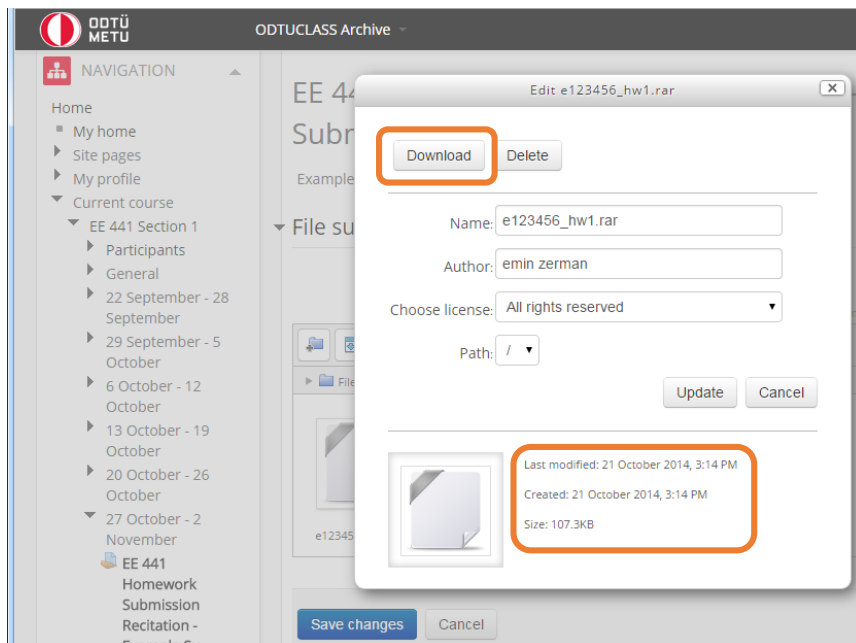 ODTÜ
METU
ODTUCLASS Archive
NAVIGATION
Home
My home
Site pages
My profile
Current course
EE 441 Section 1
Participants
General
22 September - 28
September
29 September - 5
October
6 October - 12
October
13 October - 19
October
20 October - 26
October
27 October - 2
November
EE 441
Homework
Submission
Recitation -
EE 44
Subr
Example
File su
File
e12345
Save changes
Cancel
Edit e123456_hw1.rar
Download
Delete
Name: e123456_hw1.rar
Author: emin zerman
Choose license: All rights reserved
Path: /
Update
Cancel
Last modified: 21 October 2014, 3:14 PM
Created: 21 October 2014, 3:14 PM
Size: 107.3KB